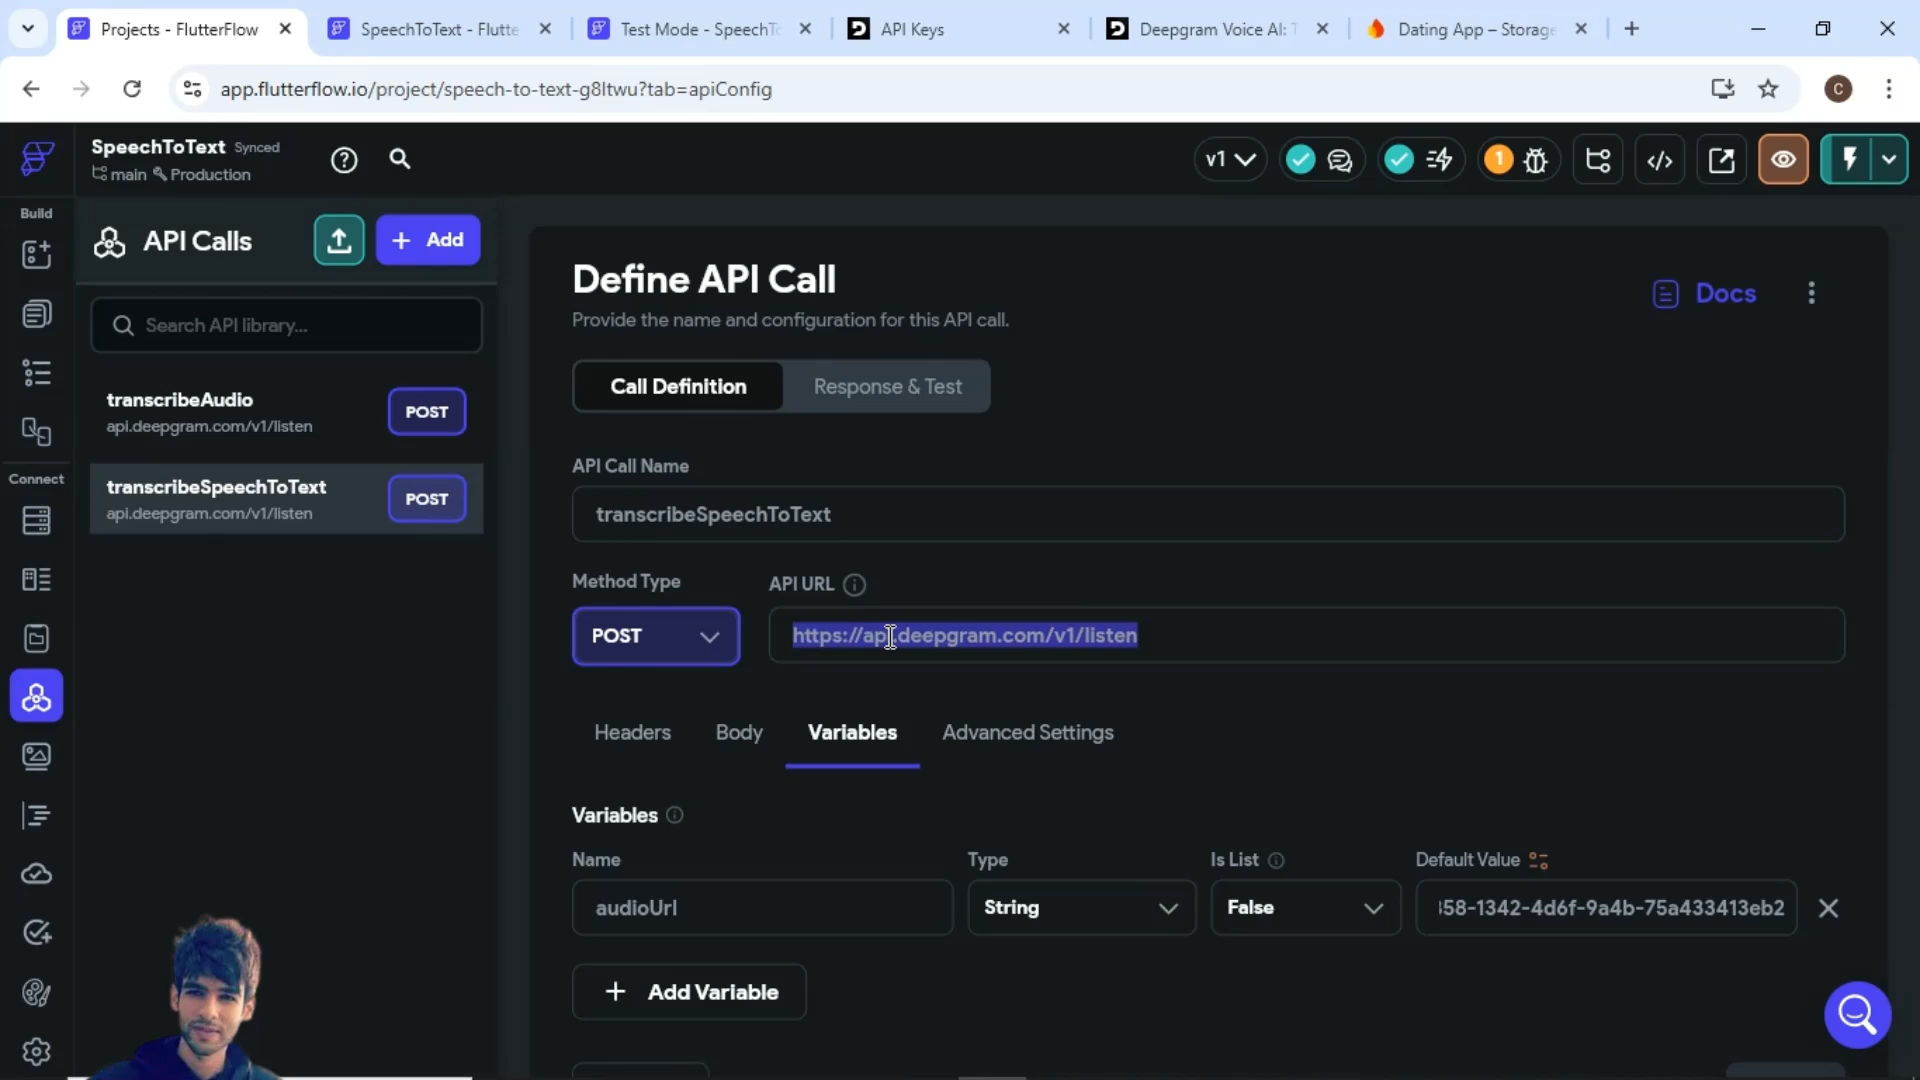 Projects - FlutterFlow
SpeechToText - Flutte
Test Mode - SpeechTo
API Keys
Deepgram Voice AI: T
Dating App – Storage
app.flutterflow.io/project/speech-to-text-g8ltwu?tab=apiConfig
C
SpeechToText Synced
main Production
v1
1
Build
API Calls
+ Add
Search API library...
transcribeAudio
api.deepgram.com/v1/listen
POST
Connect
transcribeSpeechToText
api.deepgram.com/v1/listen
POST
Define API Call
Docs
Provide the name and configuration for this API call.
Call Definition
Response & Test
API Call Name
transcribeSpeechToText
Method Type
API URL
POST
https://api.deepgram.com/v1/listen
Headers
Body
Variables
Advanced Settings
Variables
Name
Type
Is List
Default Value
audioUrl
String
False
58-1342-4d6f-9a4b-75a433413eb2
+ Add Variable